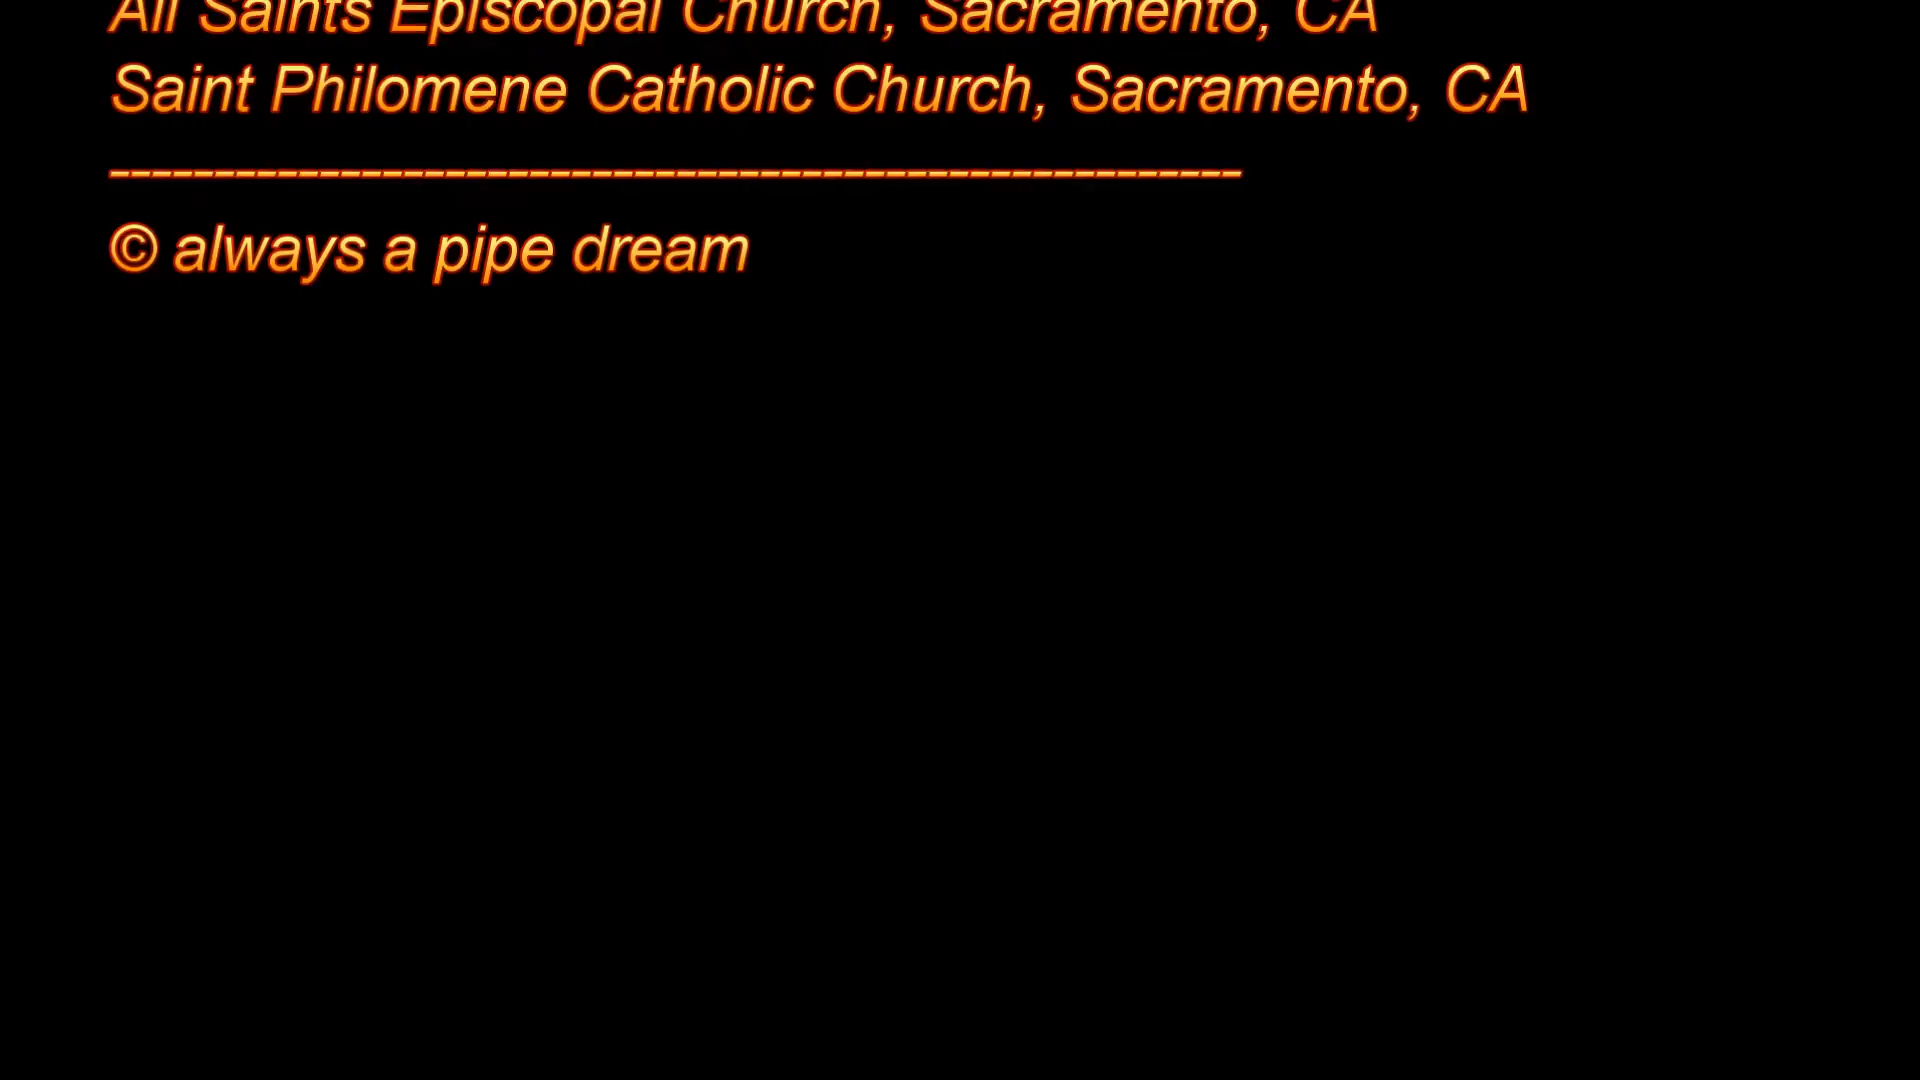 All Saints Episcopal Church, Sacramento, CA
Saint Philomene Catholic Church, Sacramento, CA
------------------------------------------------------
© always a pipe dream